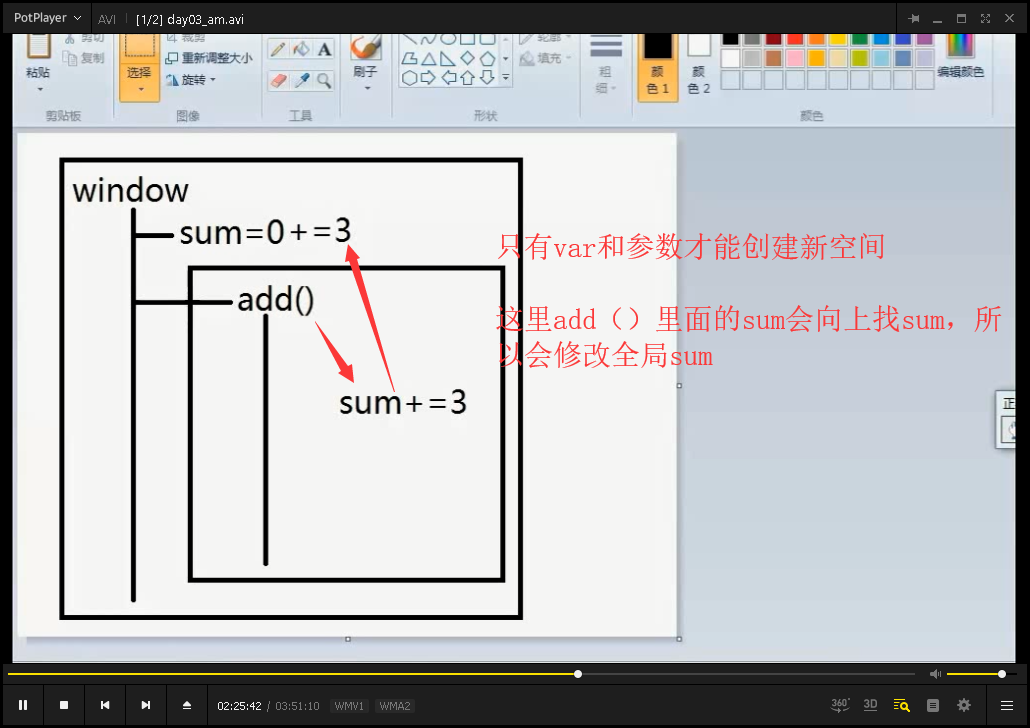 PotPlayer
AVI
[1/2] day03_am.avi
剪切
裁剪
轮廓
粘贴
复制
选择
重新调整大小
旋转
A
刷子
填充
粗
细
颜
色 1
颜
色 2
编辑颜色
剪贴板
图像
工具
形状
颜色
window
sum=0+=3
add()
sum+=3
只有var和参数才能创建新空间
这里add（）里面的sum会向上找sum，所
以会修改全局sum
正
02:25:42 / 03:51:10 WMV1 WMA2
360°
3D